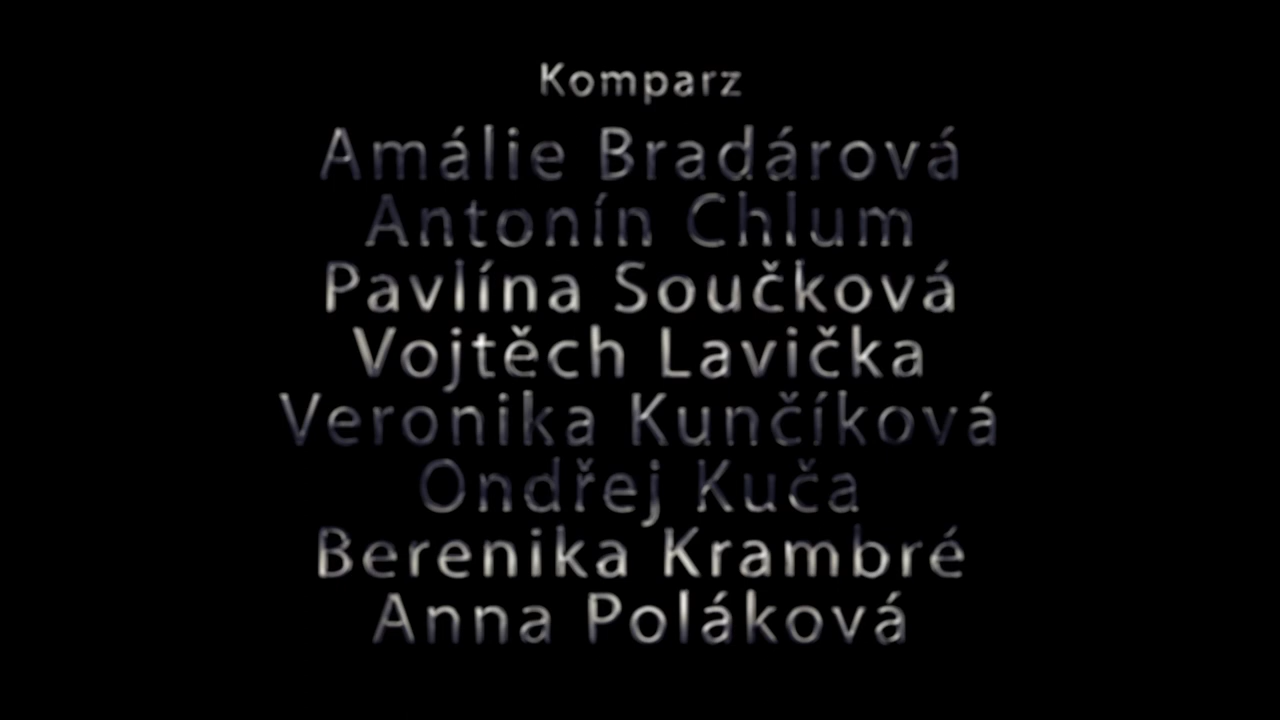 Komparz
Amálie Bradárová
Antonín Chlum
Pavlína Součková
Vojtěch Lavička
Veronika Kunčíková
Ondřej Kuča
Berenika Krambré
Anna Poláková